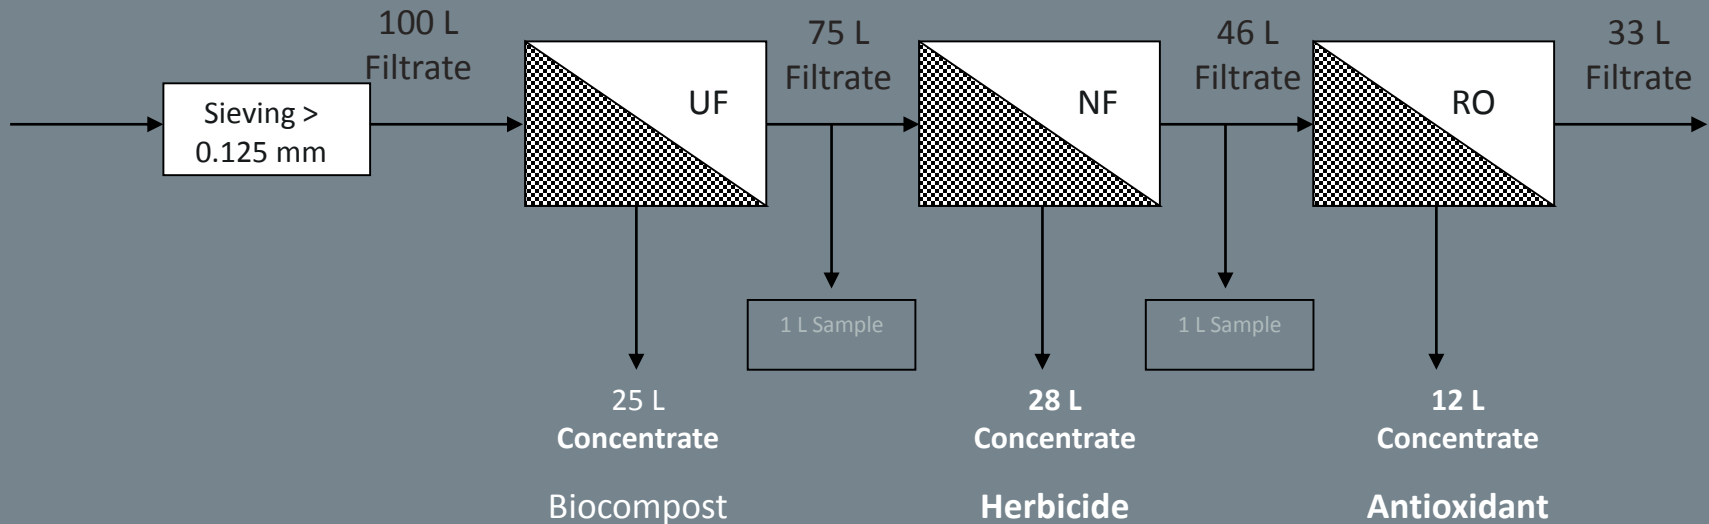 100 L
Filtrate
75 L
Filtrate
46 L
Filtrate
33 L
Filtrate
Sieving >
0.125 mm
UF
NF
RO
1 L Sample
1 L Sample
25 L
Concentrate
28 L
Concentrate
12 L
Concentrate
Biocompost
Herbicide
Antioxidant